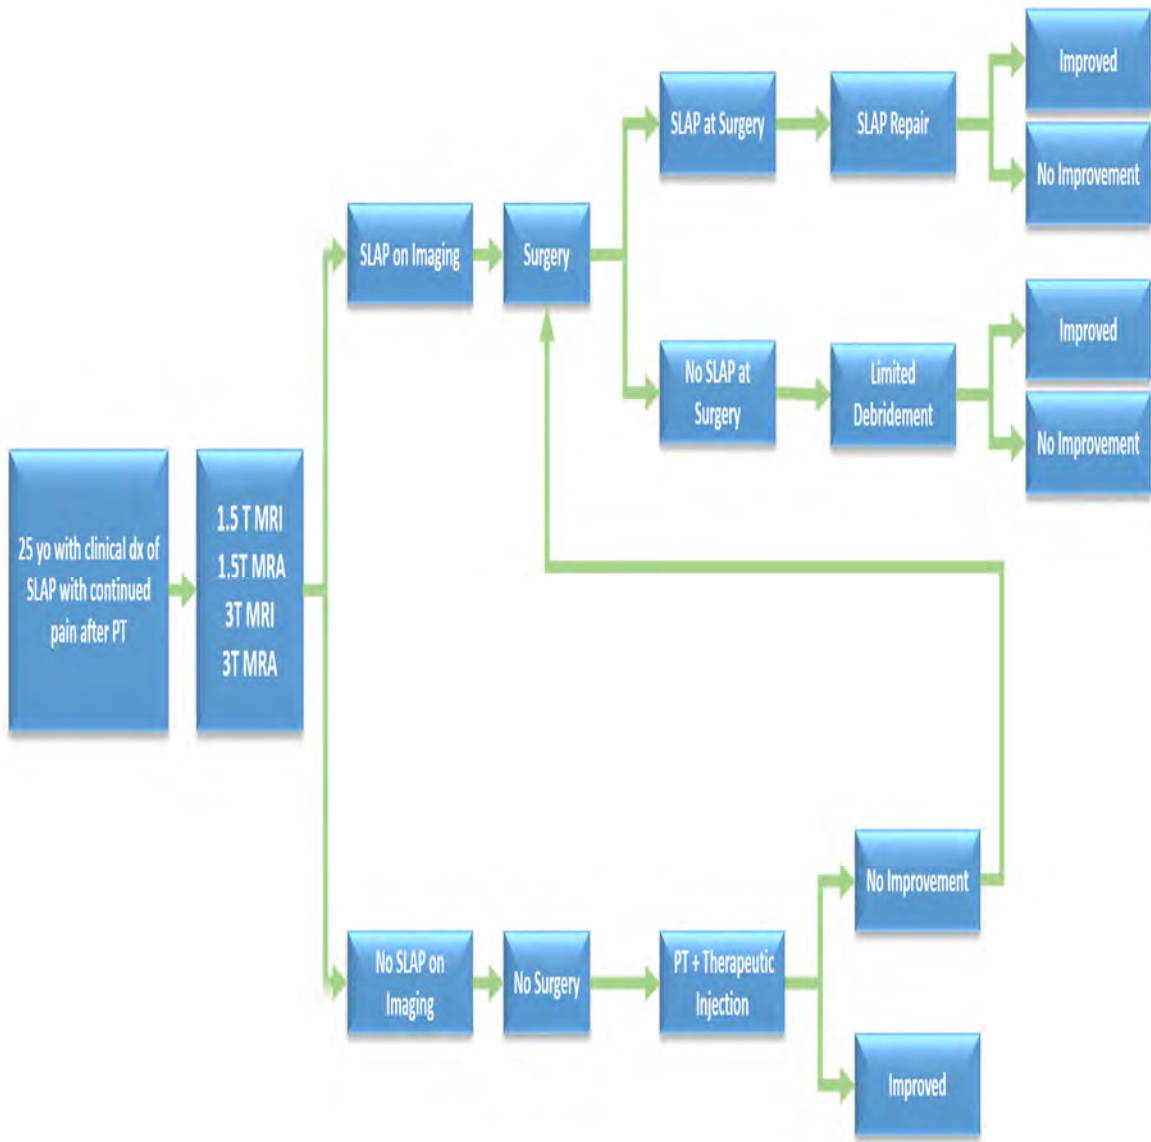 Improved
SLAP at Surgery
SLAP Repair
No Improvement
SLAP on Imaging
Surgery
Improved
No SLAP at
Surgery
Limited
Debridement
No Improvement
25 yo with clinical dx of
SLAP with continued
pain after PT
1.5 T MRI
1.5T MRA
3T MRI
3T MRA
No Improvement
No SLAP on
Imaging
No Surgery
PT + Therapeutic
Injection
Improved